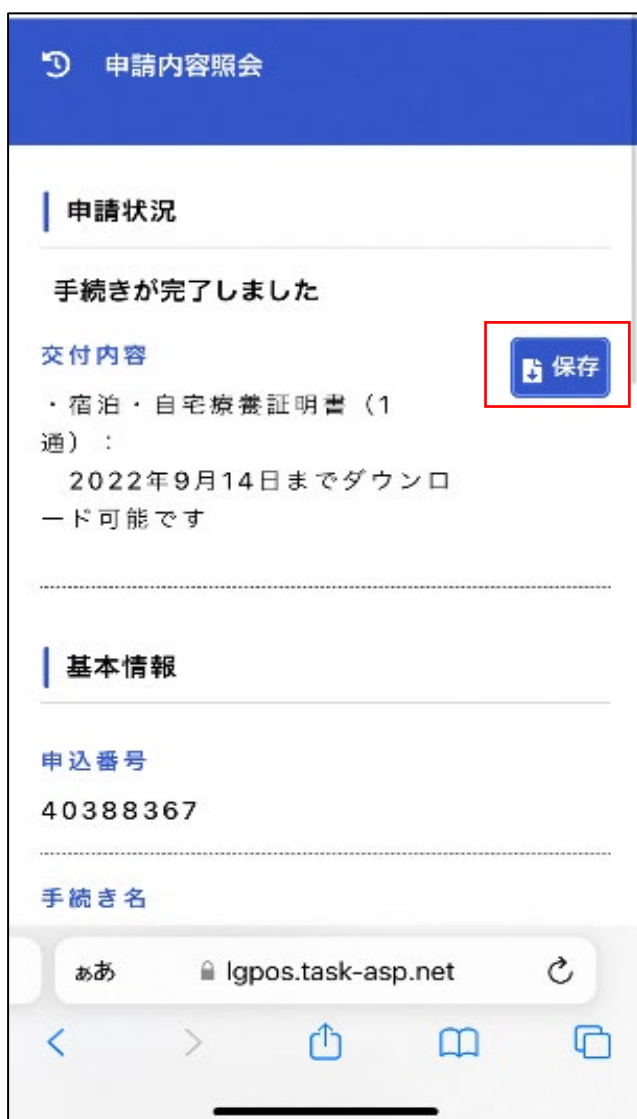 申請内容照会
申請状況
手続きが完了しました
交付内容
保存
・宿泊・自宅療養証明書（1
通）：
2022年9月14日までダウンロ
ード可能です
基本情報
申込番号
40388367
手続き名
ぁあ
lgpos.task-asp.net